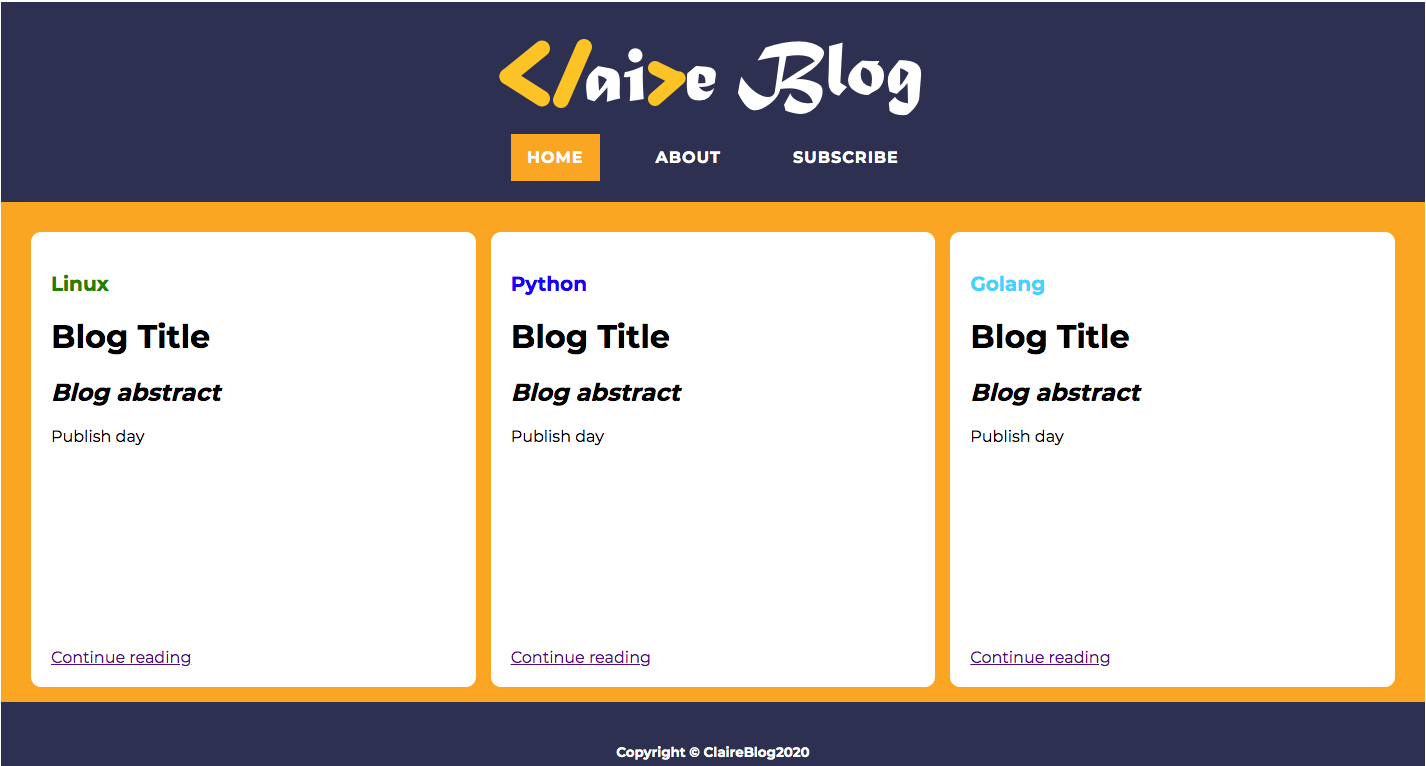 </aire Blog
HOME ABOUT SUBSCRIBE
Linux
Blog Title
Blog abstract
Publish day
Continue reading
Python
Blog Title
Blog abstract
Publish day
Continue reading
Golang
Blog Title
Blog abstract
Publish day
Continue reading
Copyright © ClaireBlog2020